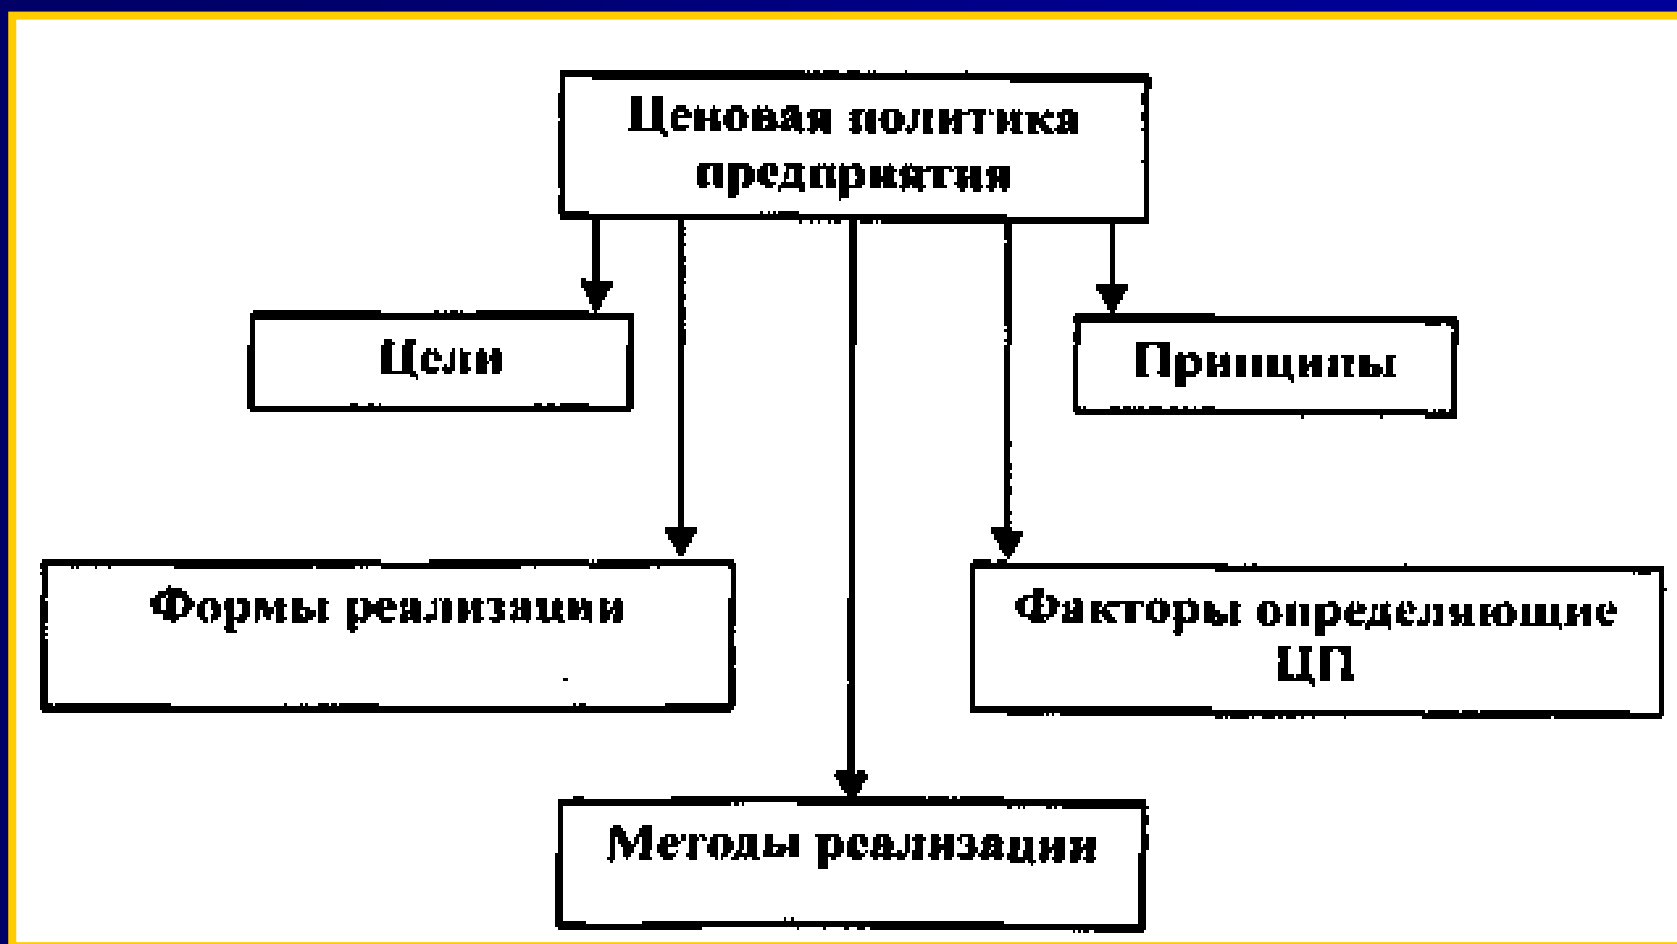 Ценовая политика
предприятия
Цели
Принципы
Формы реализации
Факторы определяющие
ЦП
Методы реализации